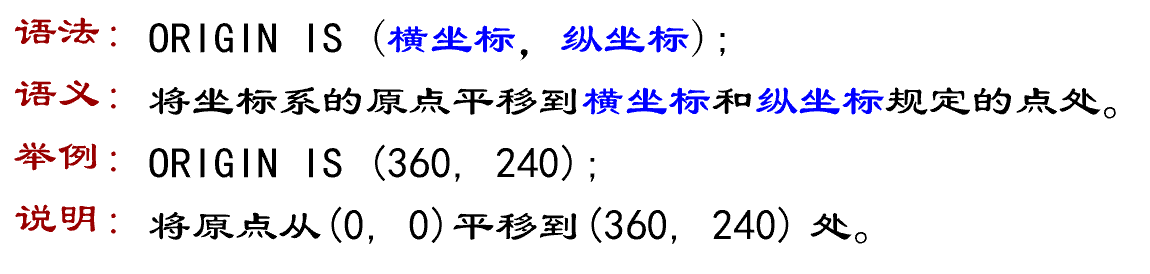 语法: ORIGIN IS (横坐标, 纵坐标);
语义: 将坐标系的原点平移到横坐标和纵坐标规定的点处。
举例: ORIGIN IS (360, 240);
说明: 将原点从(0, 0)平移到(360, 240) 处。